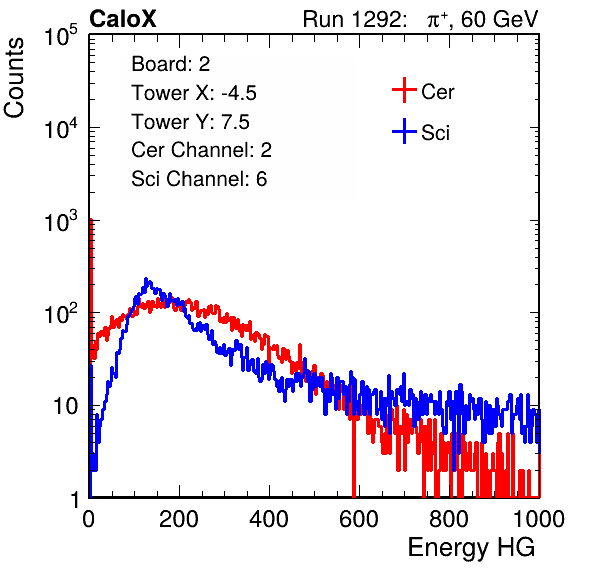 CaloX Run 1292: π⁺, 60 GeV
Counts
Board: 2
Tower X: -4.5
Tower Y: 7.5
Cer Channel: 2
Sci Channel: 6
Cer
Sci
10⁵
10⁴
10³
10²
10
1
0 200 400 600 800 1000
Energy HG